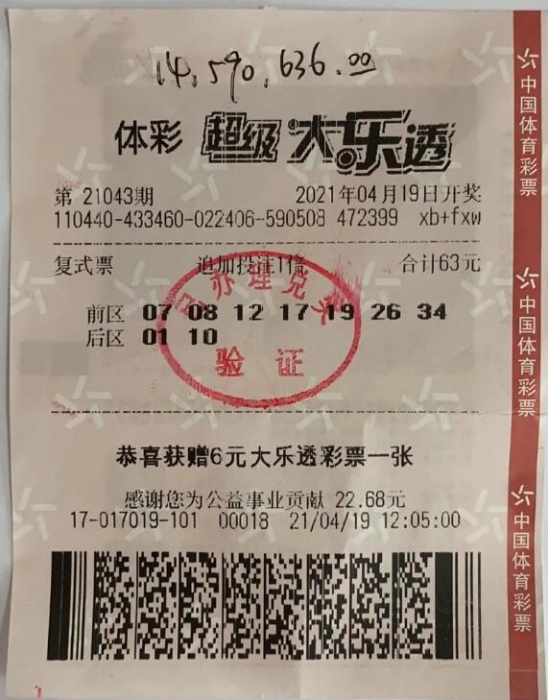 14,590,636.00
体彩 超级大乐透
第 21043期 2021年04月19日开奖
110440-433460-022406-590508 472399 xb+fxw
复式票 追加投注1倍 合计63元
前区 07 08 12 17 19 26 34
后区 01 10
已办理兑奖
验证
恭喜获赠6元大乐透彩票一张
感谢您为公益事业贡献 22.68元
17-017019-101 00018 21/04/19 12:05:00
中国体育彩票
中国体育彩票
中国体育彩票